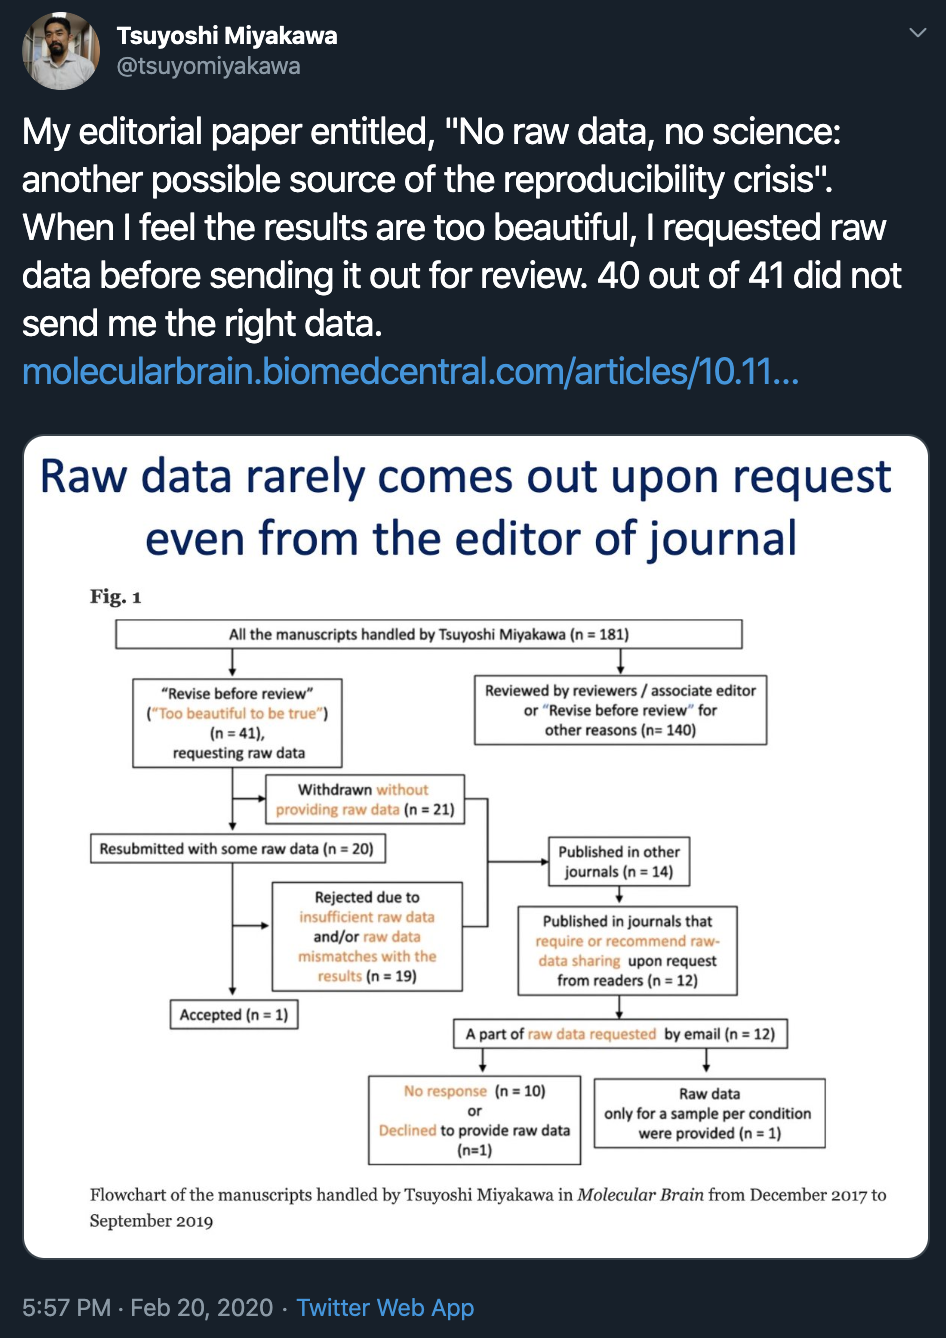 Tsuyoshi Miyakawa
@tsuyomiyakawa
My editorial paper entitled, "No raw data, no science:
another possible source of the reproducibility crisis".
When I feel the results are too beautiful, I requested raw
data before sending it out for review. 40 out of 41 did not
send me the right data.
molecularbrain.biomedcentral.com/articles/10.11...
Raw data rarely comes out upon request
even from the editor of journal
Fig. 1
All the manuscripts handled by Tsuyoshi Miyakawa (n = 181)
“Revise before review”
(“Too beautiful to be true”)
(n = 41),
requesting raw data
Reviewed by reviewers / associate editor
or “Revise before review” for
other reasons (n= 140)
Withdrawn without
providing raw data (n = 21)
Resubmitted with some raw data (n = 20)
Published in other
journals (n = 14)
Rejected due to
insufficient raw data
and/or raw data
mismatches with the
results (n = 19)
Published in journals that
require or recommend raw-
data sharing upon request
from readers (n = 12)
Accepted (n = 1)
A part of raw data requested by email (n = 12)
No response (n = 10)
or
Declined to provide raw data
(n=1)
Raw data
only for a sample per condition
were provided (n = 1)
Flowchart of the manuscripts handled by Tsuyoshi Miyakawa in Molecular Brain from December 2017 to
September 2019
5:57 PM · Feb 20, 2020 · Twitter Web App